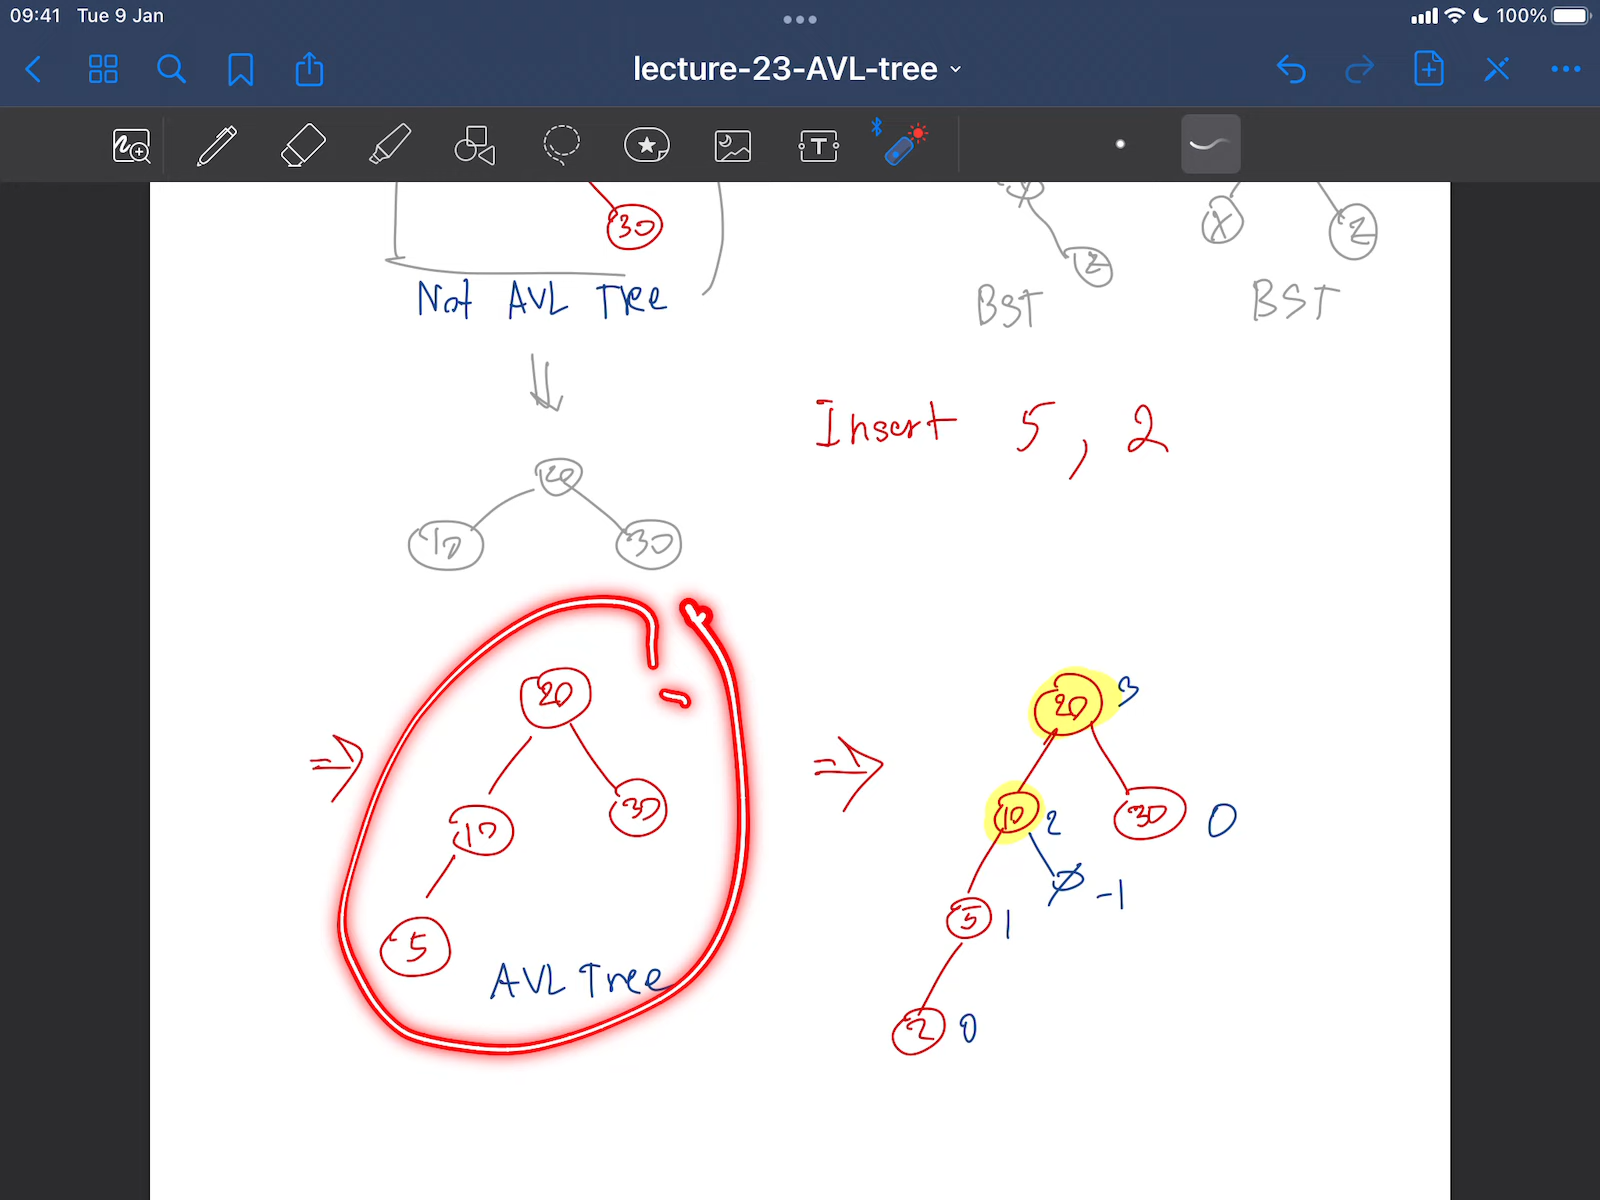 09:41 Tue 9 Jan
100%
lecture-23-AVL-tree
T
30
Z
X
Z
Not AVL Tree
BST
BST
Insert 5, 2
20
10
30
20
10
30
5
AVL Tree
20 3
10 2
30 0
∅ -1
5 1
2 0